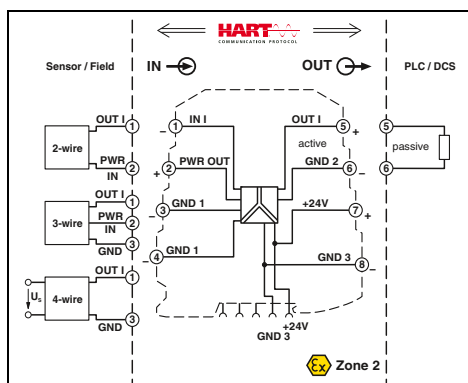 HART
COMMUNICATION PROTOCOL
Sensor / Field
IN
OUT
PLC / DCS
OUT I 1
2-wire
PWR 2
IN
OUT I 1
3-wire
PWR 2
IN
GND 3
OUT I 1
Us
4-wire
GND 3
1 IN I
–
2 PWR OUT
+
3 GND 1
–
4 GND 1
–
OUT I 5
+
active
GND 2 6
–
+24V 7
+
GND 3 8
–
+24V
GND 3
5
passive
6
Ex Zone 2